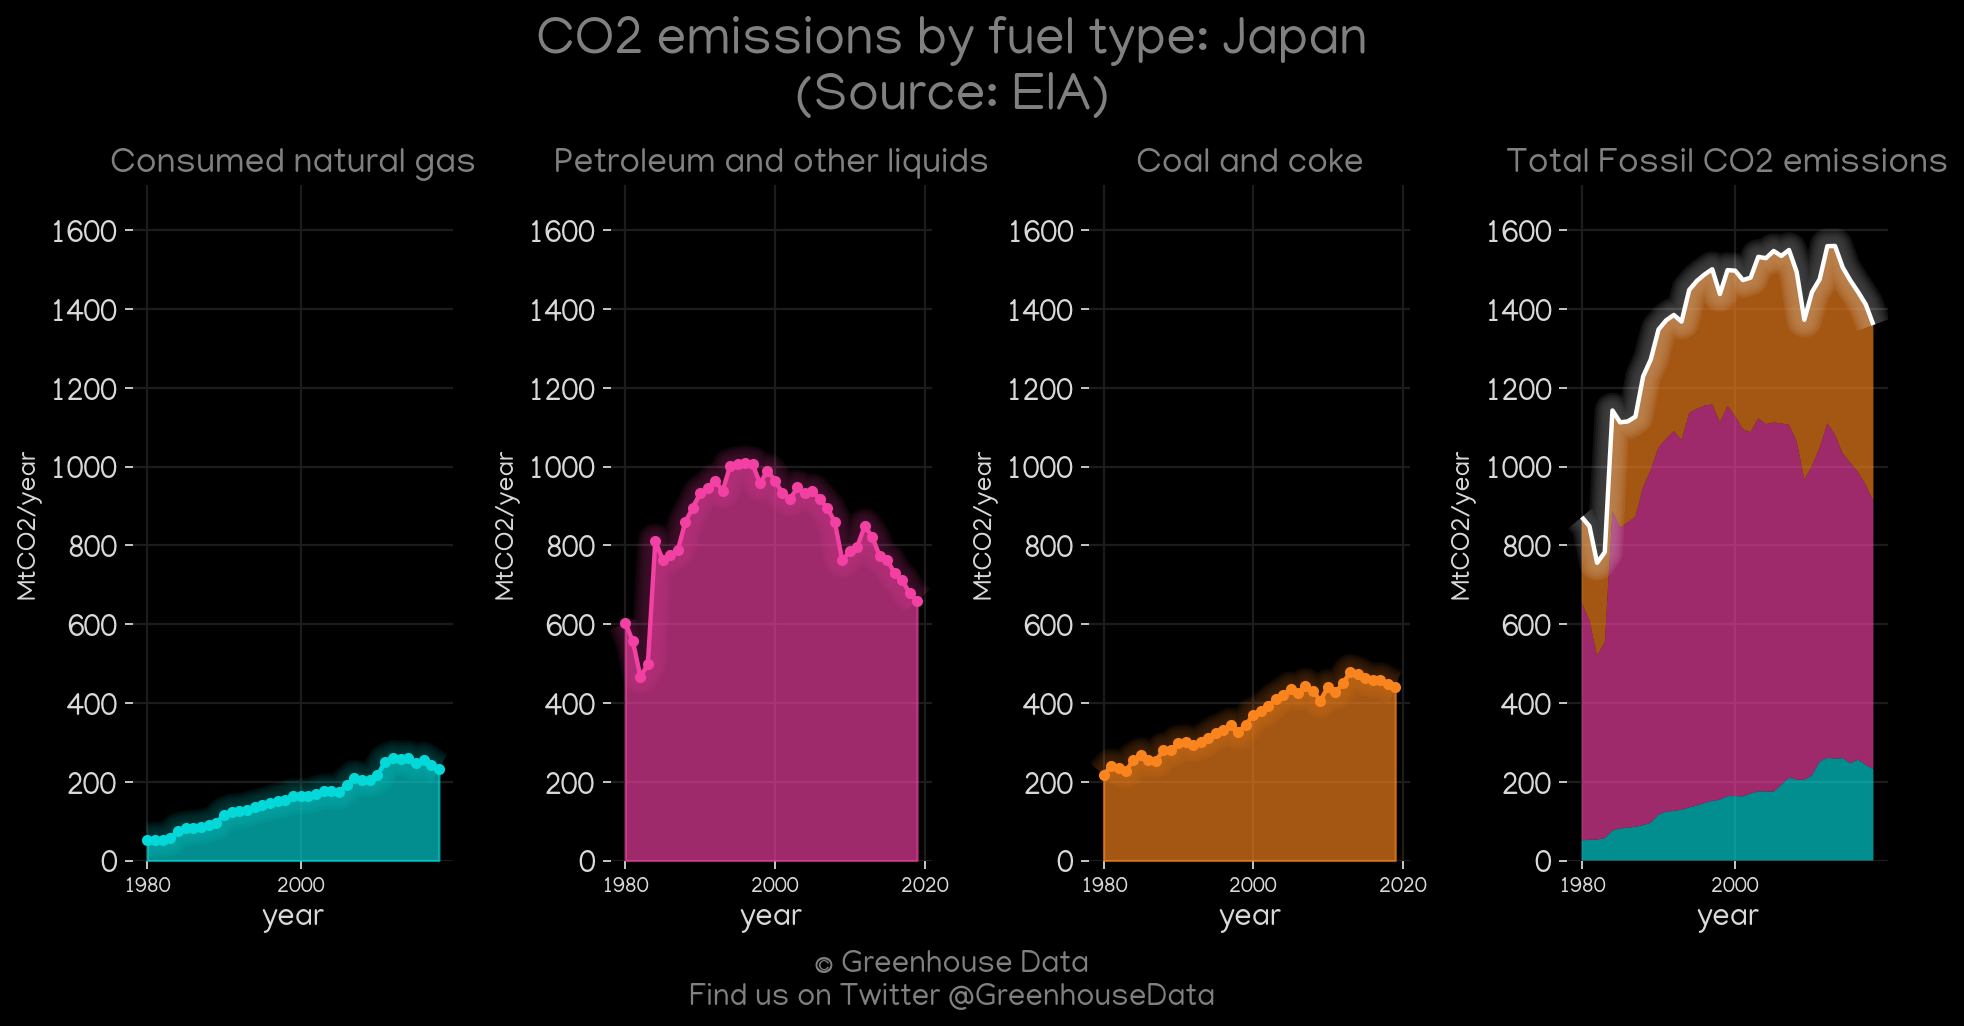 CO2 emissions by fuel type: Japan
(Source: EIA)
Consumed natural gas
Petroleum and other liquids
Coal and coke
Total Fossil CO2 emissions
MtCO2/year
1600
1400
1200
1000
800
600
400
200
0
1980
2000
year
MtCO2/year
1600
1400
1200
1000
800
600
400
200
0
1980
2000
2020
year
MtCO2/year
1600
1400
1200
1000
800
600
400
200
0
1980
2000
2020
year
MtCO2/year
1600
1400
1200
1000
800
600
400
200
0
1980
2000
year
© Greenhouse Data
Find us on Twitter @GreenhouseData